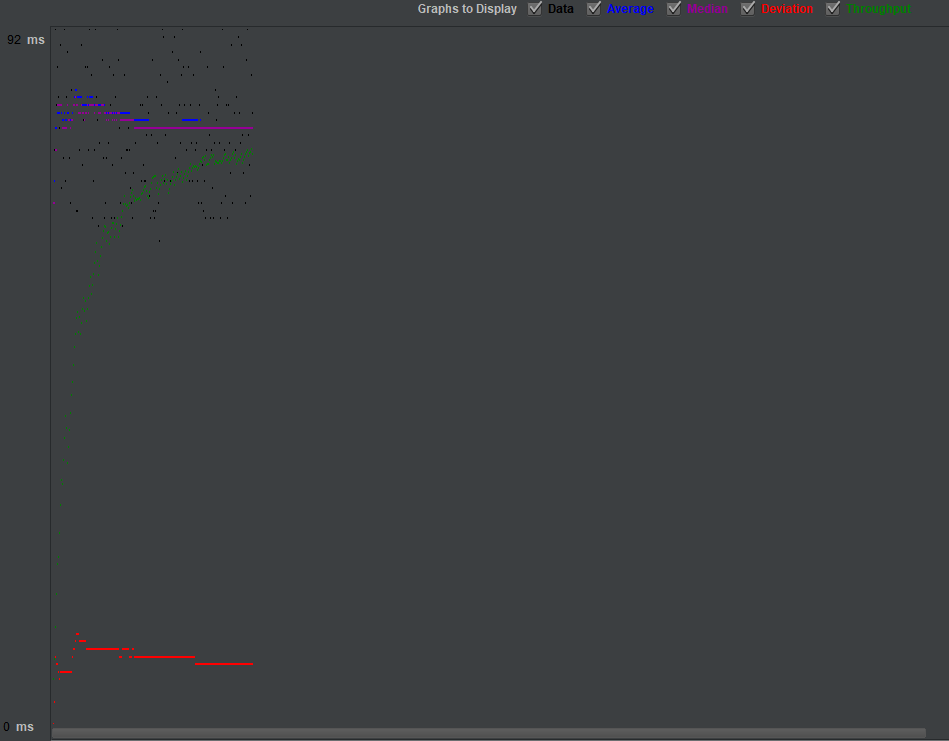 Graphs to Display Data Average Median Deviation Throughput
92 ms
0 ms